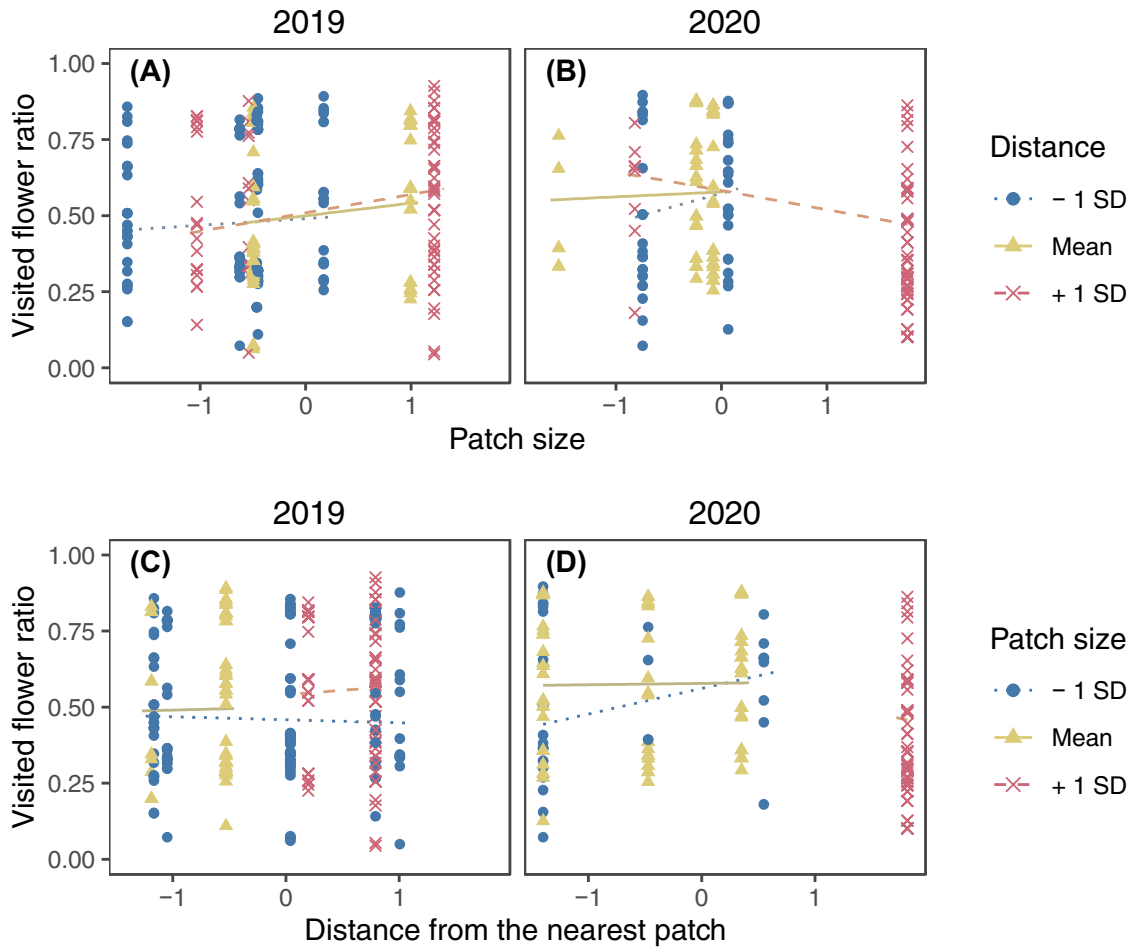 2019
2020
(A)
(B)
1.00
0.75
0.50
0.25
0.00
Visited flower ratio
−1
0
1
−1
0
1
Patch size
Distance
− 1 SD
Mean
+ 1 SD
2019
2020
(C)
(D)
1.00
0.75
0.50
0.25
0.00
Visited flower ratio
−1
0
1
−1
0
1
Distance from the nearest patch
Patch size
− 1 SD
Mean
+ 1 SD